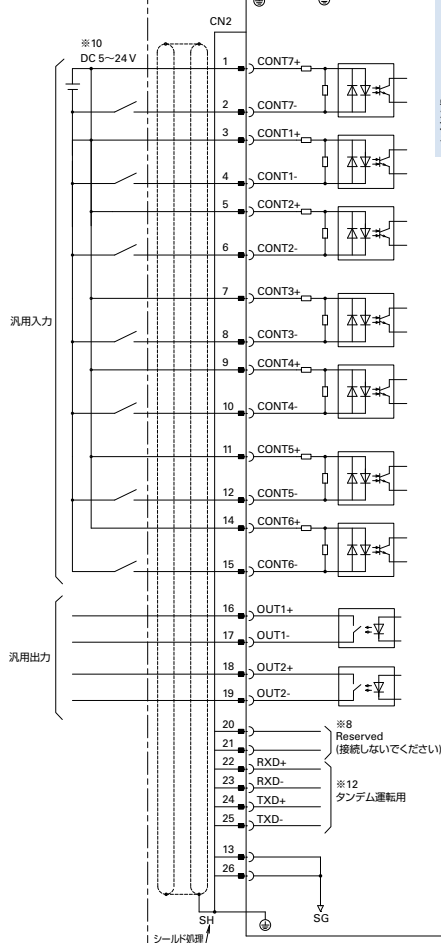 CN2
※10
DC 5～24 V
1 CONT7+
2 CONT7-
3 CONT1+
4 CONT1-
5 CONT2+
6 CONT2-
7 CONT3+
汎用入力
8 CONT3-
9 CONT4+
10 CONT4-
11 CONT5+
12 CONT5-
14 CONT6+
15 CONT6-
16 OUT1+
17 OUT1-
汎用出力
18 OUT2+
19 OUT2-
20
※8
Reserved
21
(接続しないでください)
22 RXD+
23 RXD-
※12
タンデム運転用
24 TXD+
25 TXD-
13
26
SH
SG
シールド処理